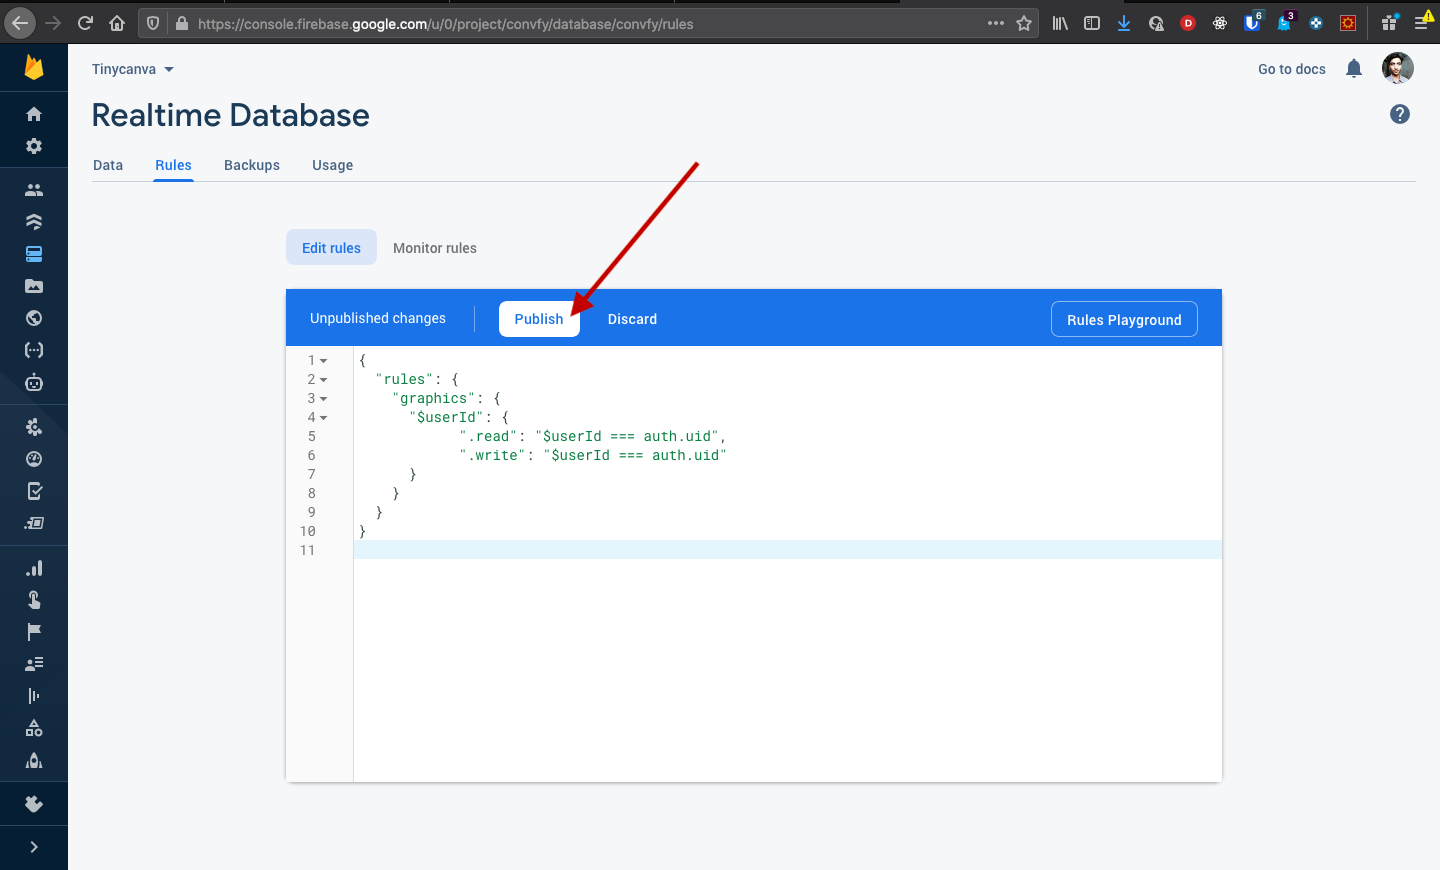 https://console.firebase.google.com/u/0/project/convfy/database/convfy/rules
D
6
3
Tinycanva
Go to docs
Realtime Database
?
Data Rules Backups Usage
Edit rules Monitor rules
Unpublished changes Publish Discard Rules Playground
1 {
2 "rules": {
3 "graphics": {
4 "$userId": {
5 ".read": "$userId === auth.uid",
6 ".write": "$userId === auth.uid"
7 }
8 }
9 }
10 }
11